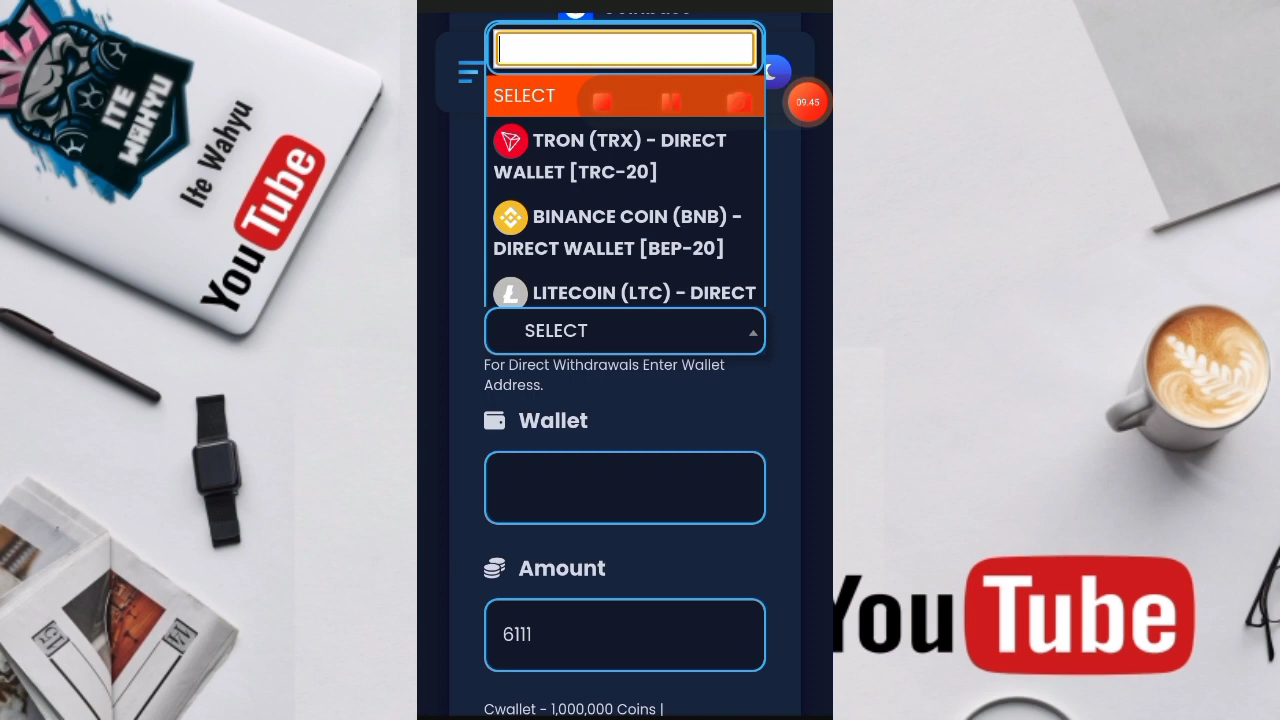 ITE
WAHYU
Ite Wahyu
YouTube
SELECT
09.45
TRON (TRX) - DIRECT
WALLET [TRC-20]
BINANCE COIN (BNB) -
DIRECT WALLET [BEP-20]
LITECOIN (LTC) - DIRECT
SELECT
For Direct Withdrawals Enter Wallet
Address.
Wallet
Amount
6111
Cwallet - 1,000,000 Coins |
YouTube